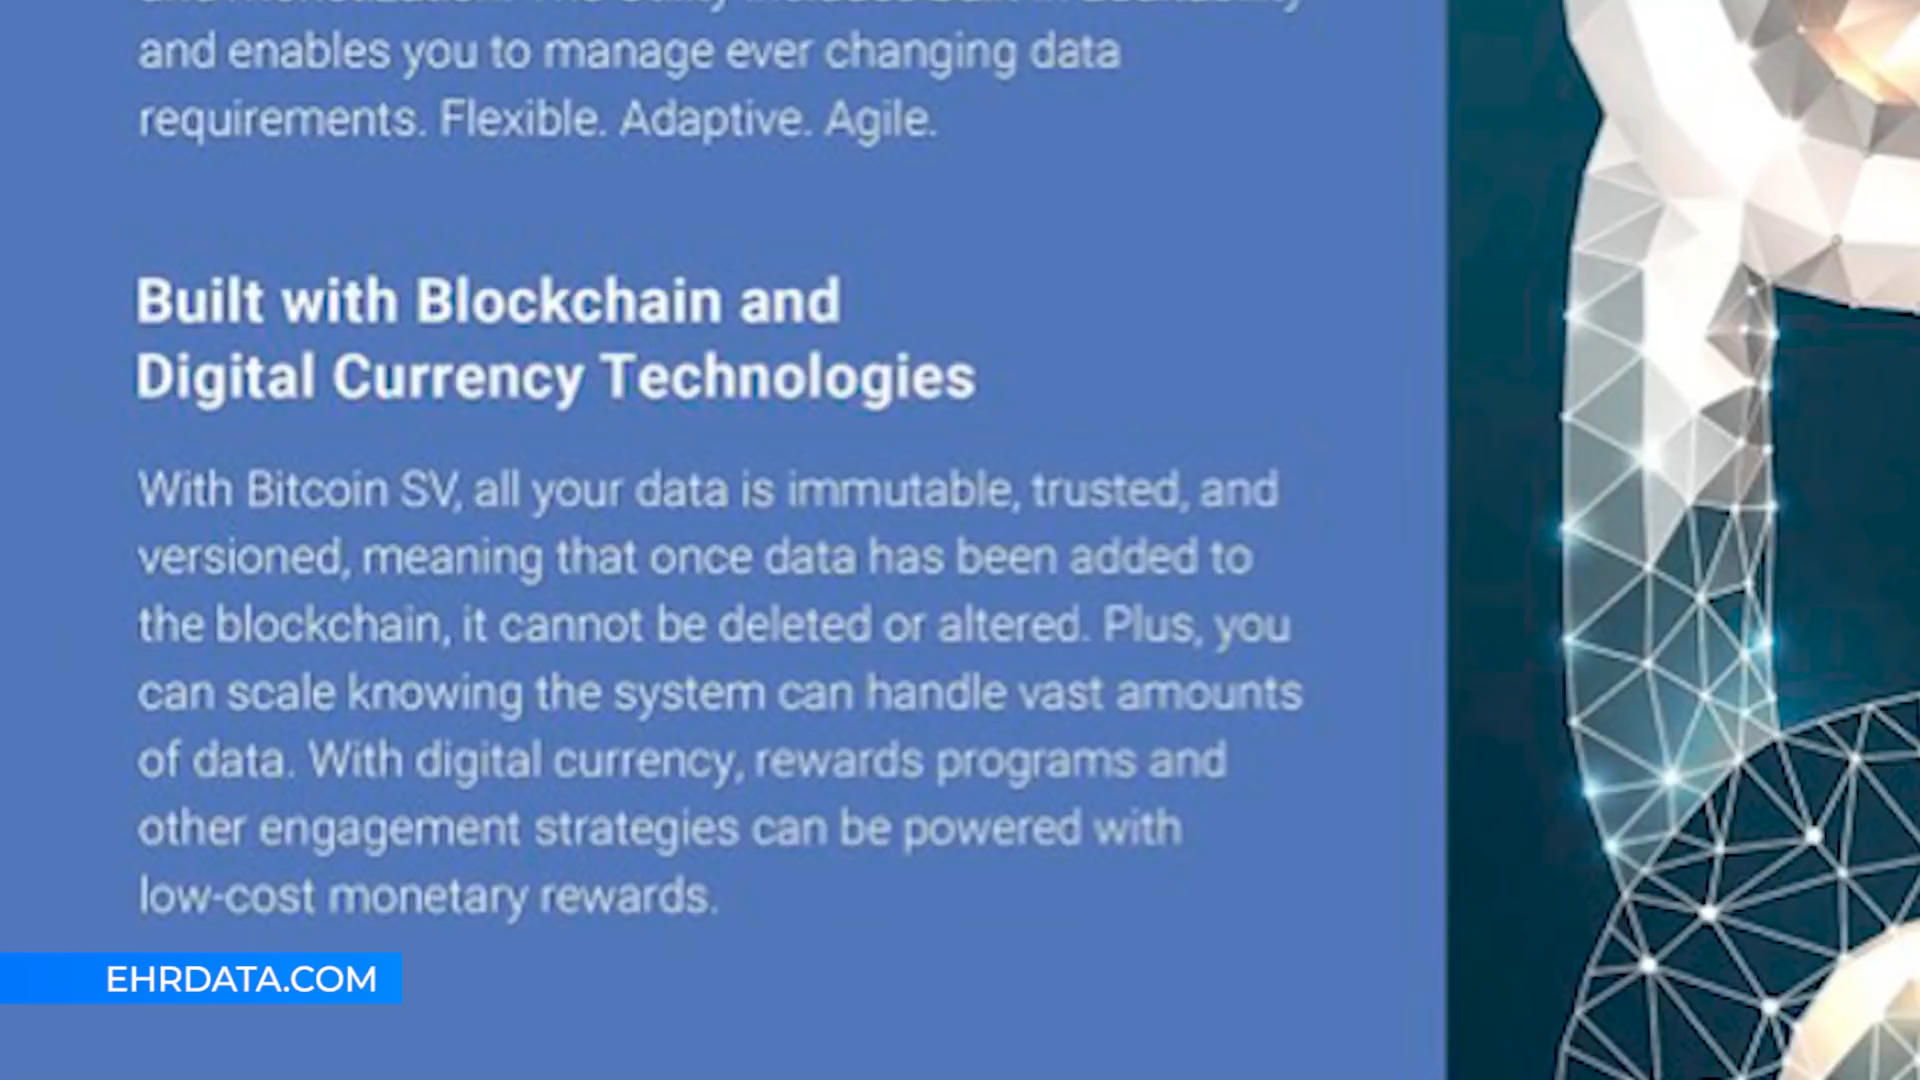 and enables you to manage ever changing data
requirements. Flexible. Adaptive. Agile.
Built with Blockchain and
Digital Currency Technologies
With Bitcoin SV, all your data is immutable, trusted, and
versioned, meaning that once data has been added to
the blockchain, it cannot be deleted or altered. Plus, you
can scale knowing the system can handle vast amounts
of data. With digital currency, rewards programs and
other engagement strategies can be powered with
low-cost monetary rewards.
EHRDATA.COM